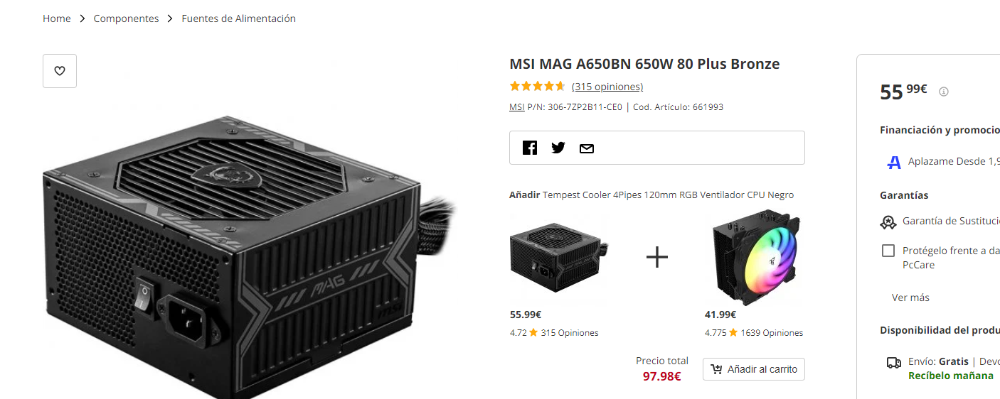 Home > Componentes > Fuentes de Alimentación
MSI MAG A650BN 650W 80 Plus Bronze
(315 opiniones)
MSI P/N: 306-7ZP2B11-CE0 | Cod. Artículo: 661993
Añadir Tempest Cooler 4Pipes 120mm RGB Ventilador CPU Negro
55.99€
4.72 ★ 315 Opiniones
+
41.99€
4.775 ★ 1639 Opiniones
Precio total
97.98€
Añadir al carrito
MAG
msi
55 99€
Financiación y promocio
Aplazame Desde 1,9
Garantías
Garantía de Sustituci
Protégelo frente a da
PcCare
Ver más
Disponibilidad del produ
Envío: Gratis | Devo
Recíbelo mañana